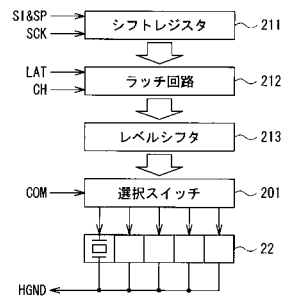 SI&SP
シフトレジスタ 211
SCK
LAT
ラッチ回路 212
CH
レベルシフタ 213
COM 選択スイッチ 201
22
HGND